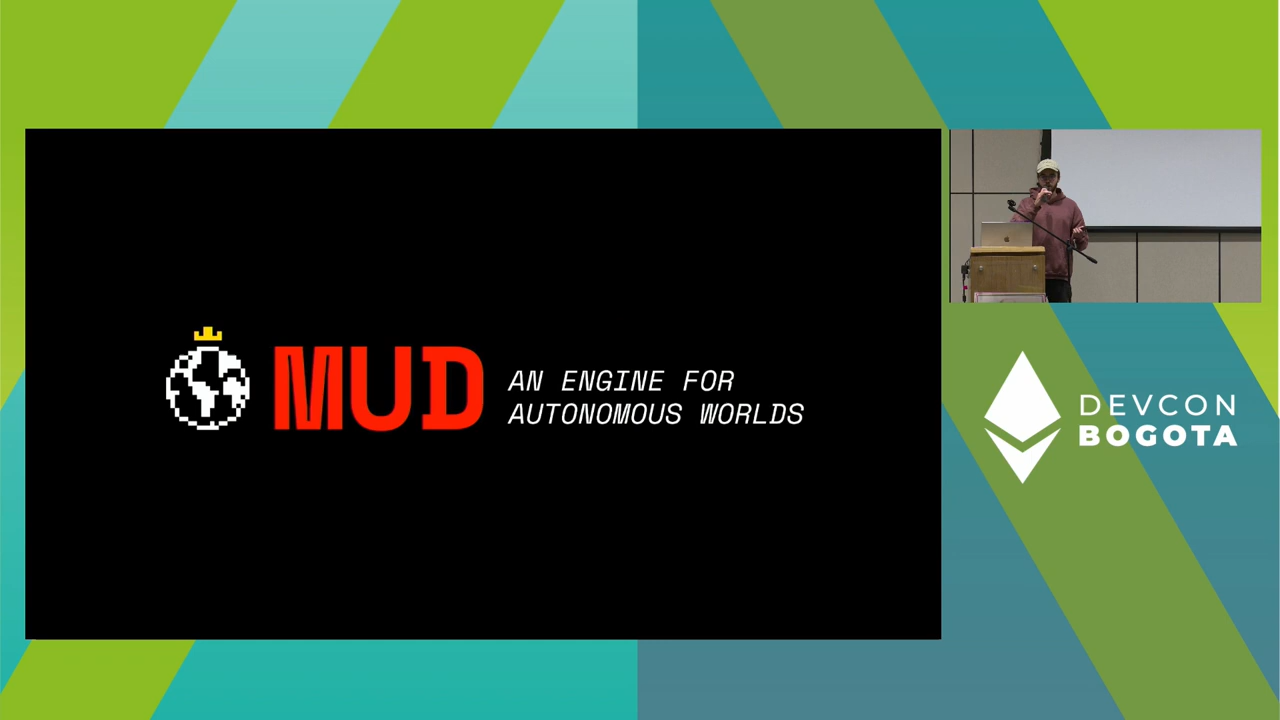 MUD
AN ENGINE FOR
AUTONOMOUS WORLDS
DEVCON
BOGOTA